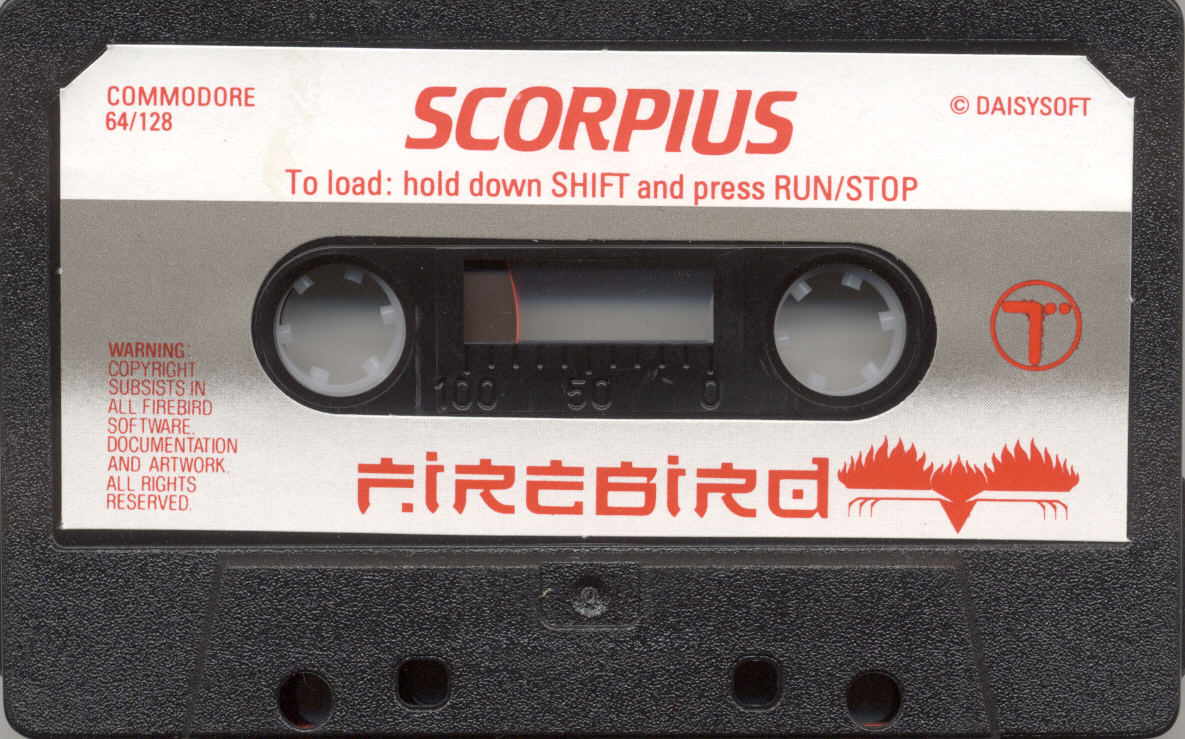 COMMODORE
64/128
SCORPIUS
© DAISYSOFT
To load: hold down SHIFT and press RUN/STOP
100 50 0
WARNING:
COPYRIGHT
SUBSISTS IN
ALL FIREBIRD
SOFTWARE.
DOCUMENTATION
AND ARTWORK.
ALL RIGHTS
RESERVED.
T
FIREBIRD